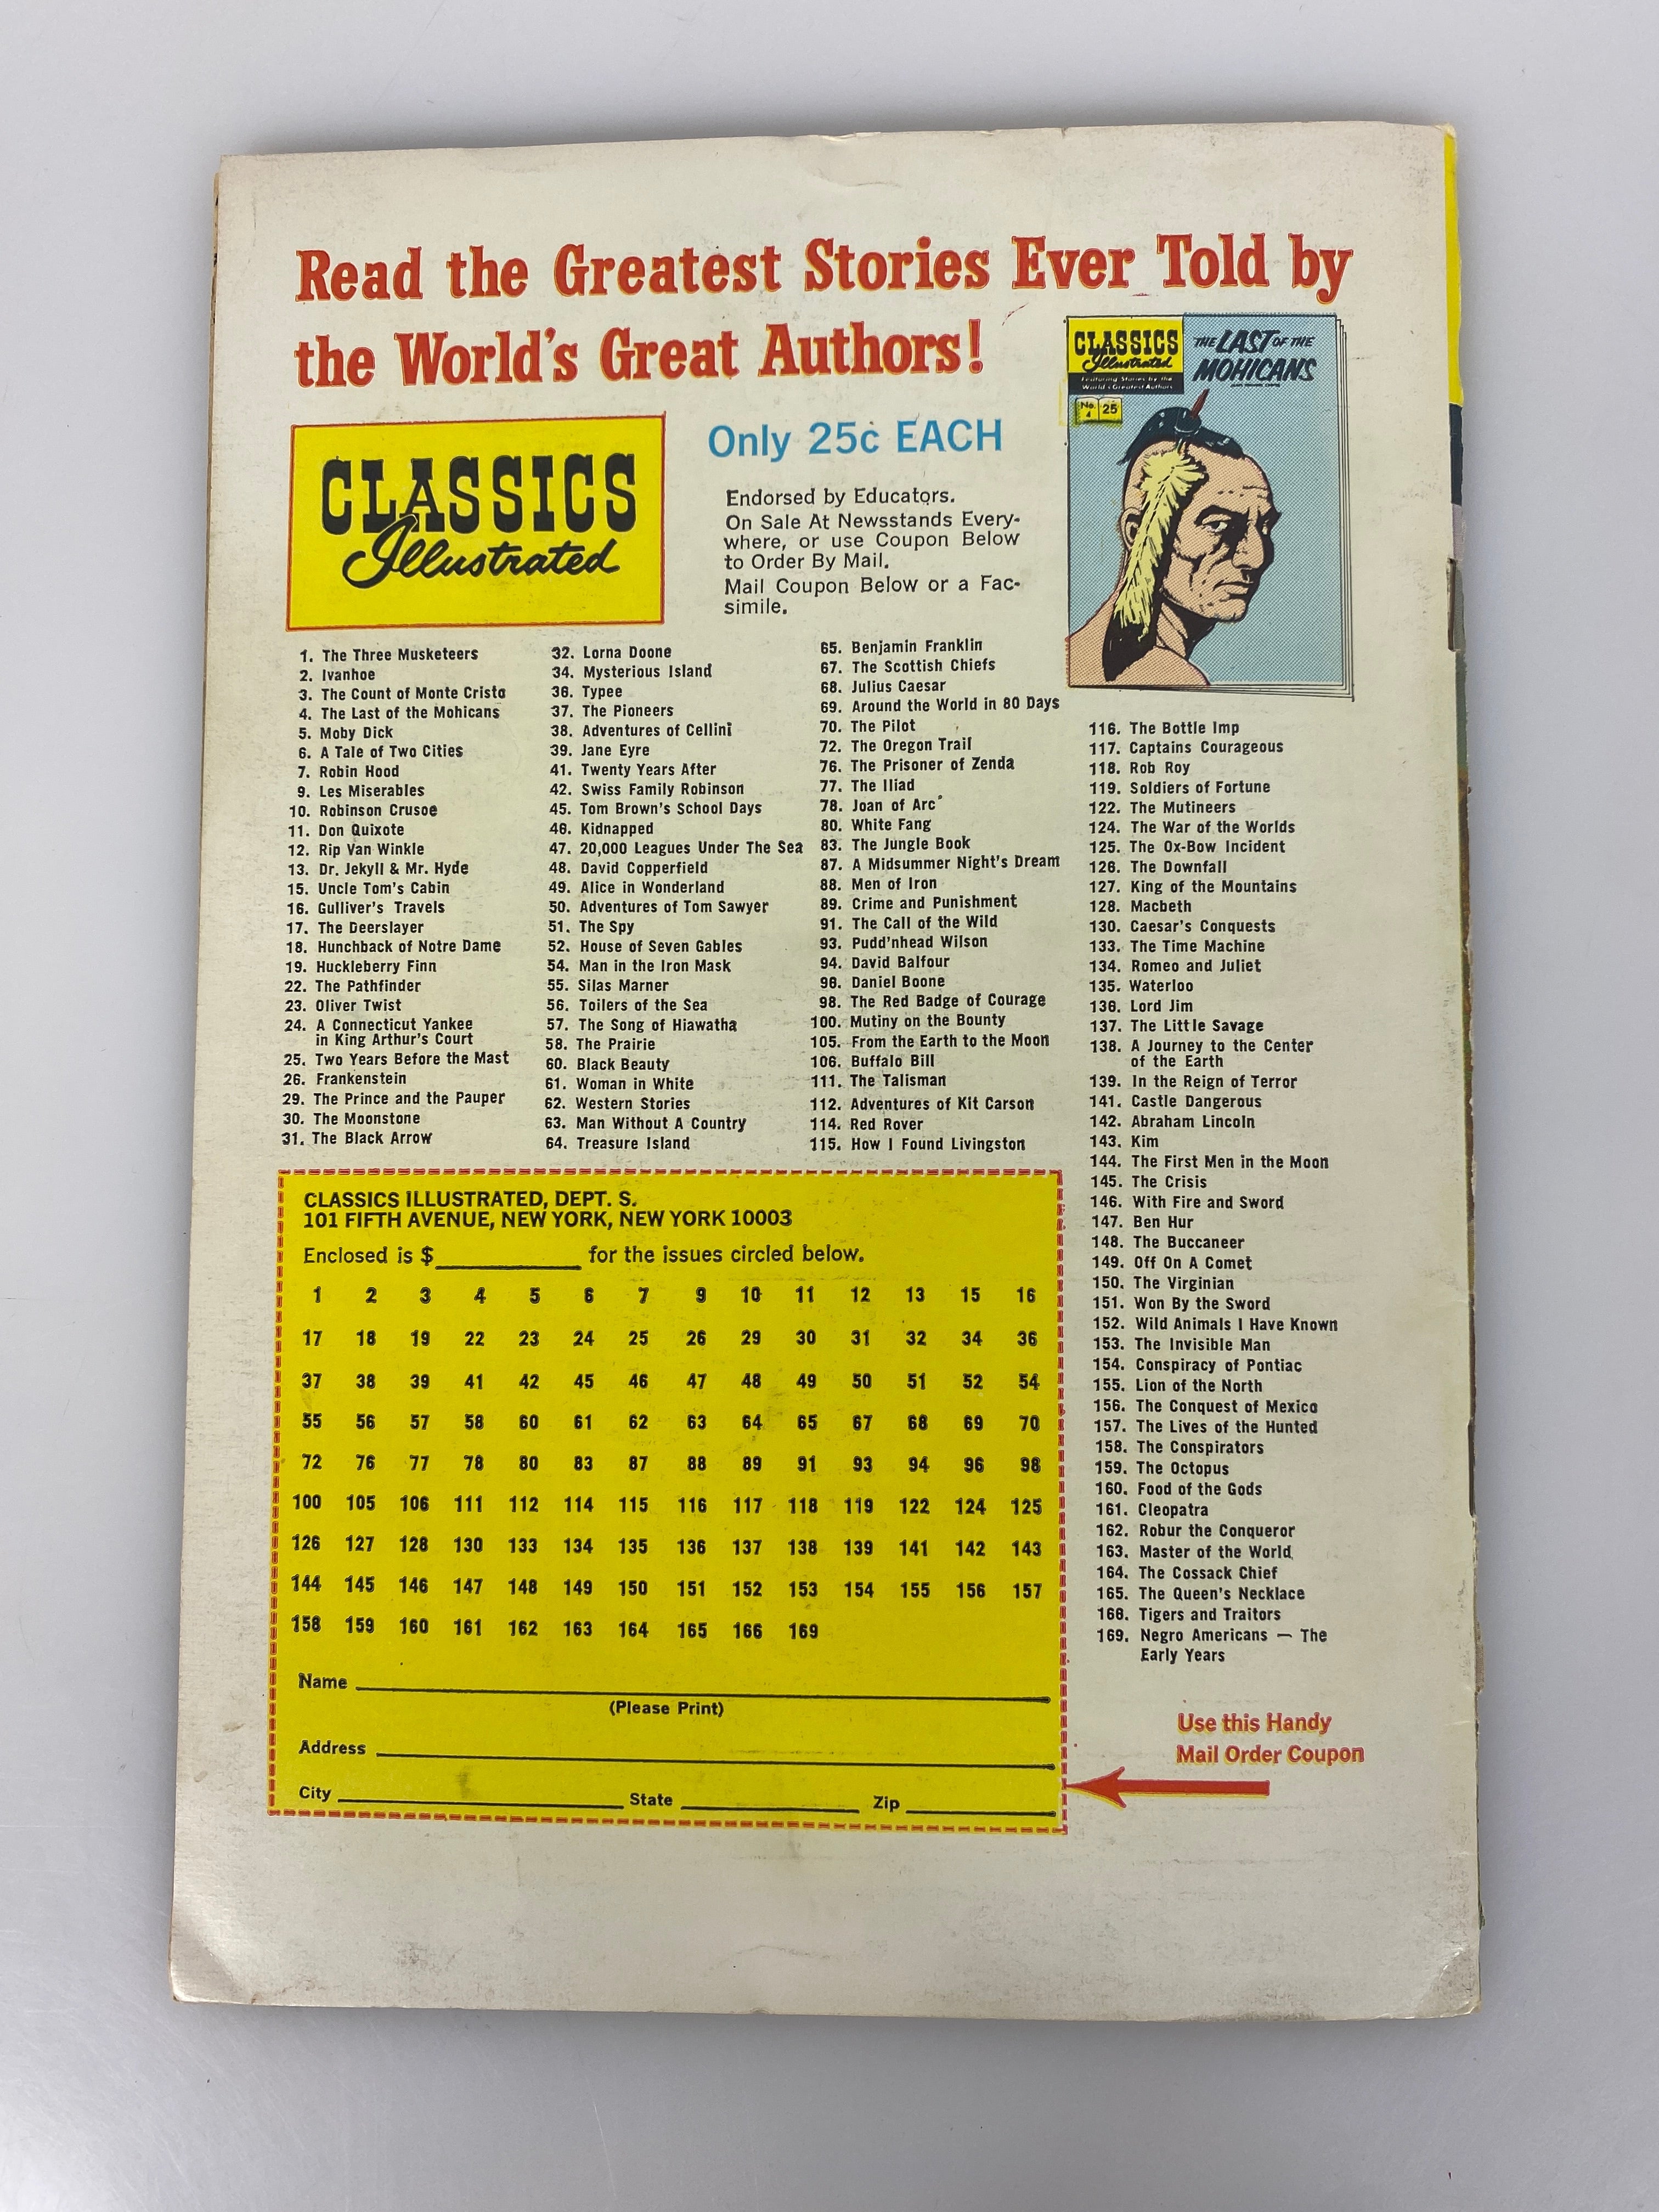 Read the Greatest Stories Ever Told by
the World's Great Authors!
CLASSICS
Illustrated
Only 25c EACH
Endorsed by Educators.
On Sale At Newsstands Every-
where, or use Coupon Below
to Order By Mail.
Mail Coupon Below or a Fac-
simile.
CLASSICS
Illustrated
Featuring Stories by the
World's Greatest Authors
No. 4
25
THE LAST OF THE
MOHICANS
1. The Three Musketeers
2. Ivanhoe
3. The Count of Monte Cristo
4. The Last of the Mohicans
5. Moby Dick
6. A Tale of Two Cities
7. Robin Hood
9. Les Miserables
10. Robinson Crusoe
11. Don Quixote
12. Rip Van Winkle
13. Dr. Jekyll & Mr. Hyde
15. Uncle Tom's Cabin
16. Gulliver's Travels
17. The Deerslayer
18. Hunchback of Notre Dame
19. Huckleberry Finn
22. The Pathfinder
23. Oliver Twist
24. A Connecticut Yankee
in King Arthur's Court
25. Two Years Before the Mast
26. Frankenstein
29. The Prince and the Pauper
30. The Moonstone
31. The Black Arrow
32. Lorna Doone
34. Mysterious Island
36. Typee
37. The Pioneers
38. Adventures of Cellini
39. Jane Eyre
41. Twenty Years After
42. Swiss Family Robinson
45. Tom Brown's School Days
46. Kidnapped
47. 20,000 Leagues Under The Sea
48. David Copperfield
49. Alice in Wonderland
50. Adventures of Tom Sawyer
51. The Spy
52. House of Seven Gables
54. Man in the Iron Mask
55. Silas Marner
56. Toilers of the Sea
57. The Song of Hiawatha
58. The Prairie
60. Black Beauty
61. Woman in White
62. Western Stories
63. Man Without A Country
64. Treasure Island
65. Benjamin Franklin
67. The Scottish Chiefs
68. Julius Caesar
69. Around the World in 80 Days
70. The Pilot
72. The Oregon Trail
76. The Prisoner of Zenda
77. The Iliad
78. Joan of Arc
80. White Fang
83. The Jungle Book
87. A Midsummer Night's Dream
88. Men of Iron
89. Crime and Punishment
91. The Call of the Wild
93. Pudd'nhead Wilson
94. David Balfour
96. Daniel Boone
98. The Red Badge of Courage
100. Mutiny on the Bounty
105. From the Earth to the Moon
106. Buffalo Bill
111. The Talisman
112. Adventures of Kit Carson
114. Red Rover
115. How I Found Livingston
116. The Bottle Imp
117. Captains Courageous
118. Rob Roy
119. Soldiers of Fortune
122. The Mutineers
124. The War of the Worlds
125. The Ox-Bow Incident
126. The Downfall
127. King of the Mountains
128. Macbeth
130. Caesar's Conquests
133. The Time Machine
134. Romeo and Juliet
135. Waterloo
136. Lord Jim
137. The Little Savage
138. A Journey to the Center
of the Earth
139. In the Reign of Terror
141. Castle Dangerous
142. Abraham Lincoln
143. Kim
144. The First Men in the Moon
145. The Crisis
146. With Fire and Sword
147. Ben Hur
148. The Buccaneer
149. Off On A Comet
150. The Virginian
151. Won By the Sword
152. Wild Animals I Have Known
153. The Invisible Man
154. Conspiracy of Pontiac
155. Lion of the North
156. The Conquest of Mexico
157. The Lives of the Hunted
158. The Conspirators
159. The Octopus
160. Food of the Gods
161. Cleopatra
162. Robur the Conqueror
163. Master of the World
164. The Cossack Chief
165. The Queen's Necklace
166. Tigers and Traitors
169. Negro Americans — The
Early Years
CLASSICS ILLUSTRATED, DEPT. S.
101 FIFTH AVENUE, NEW YORK, NEW YORK 10003
Enclosed is $ for the issues circled below.
1 2 3 4 5 6 7 9 10 11 12 13 15 16
17 18 19 22 23 24 25 26 29 30 31 32 34 36
37 38 39 41 42 45 46 47 48 49 50 51 52 54
55 56 57 58 60 61 62 63 64 65 67 68 69 70
72 76 77 78 80 83 87 88 89 91 93 94 96 98
100 105 106 111 112 114 115 116 117 118 119 122 124 125
126 127 128 130 133 134 135 136 137 138 139 141 142 143
144 145 146 147 148 149 150 151 152 153 154 155 156 157
158 159 160 161 162 163 164 165 166 169
Name
(Please Print)
Address
City State Zip
Use this Handy
Mail Order Coupon